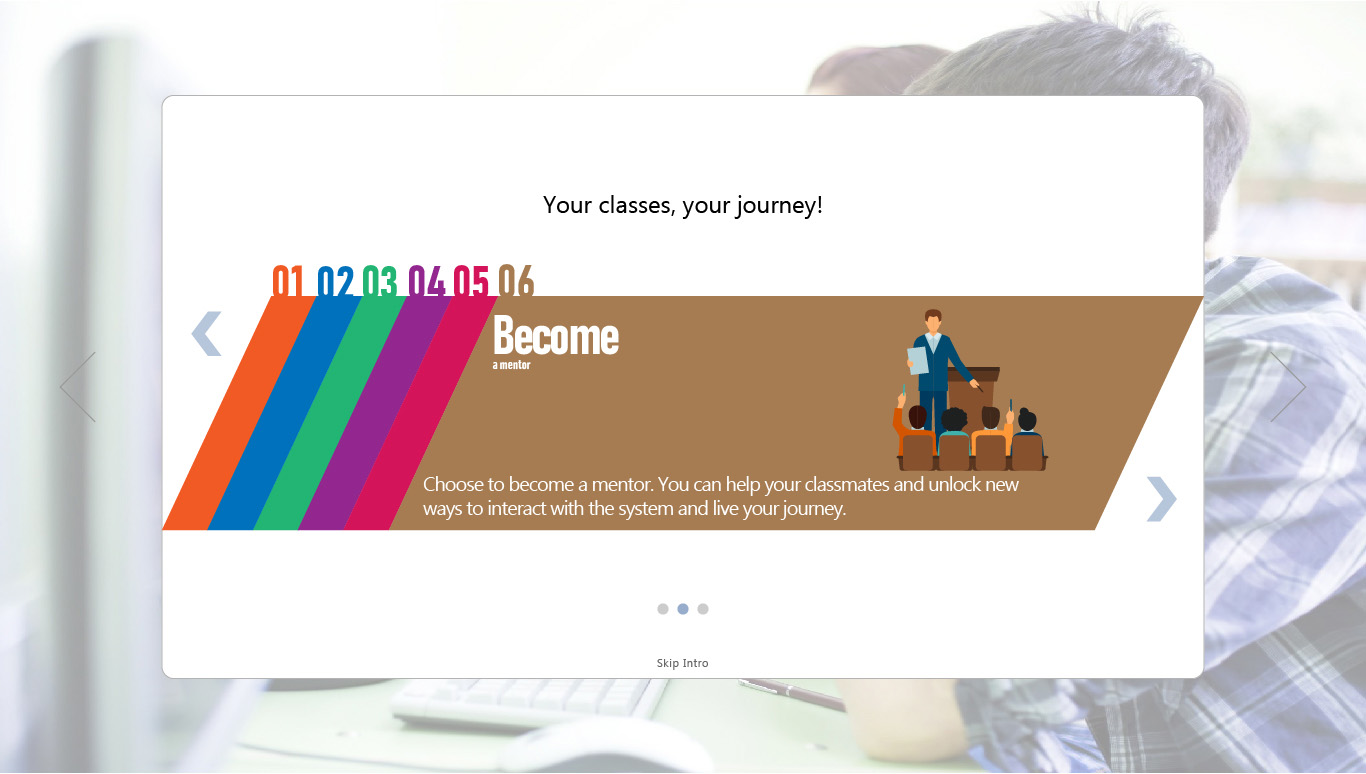 Your classes, your journey!
01 02 03 04 05 06
Become
a mentor
Choose to become a mentor. You can help your classmates and unlock new
ways to interact with the system and live your journey.
Skip Intro